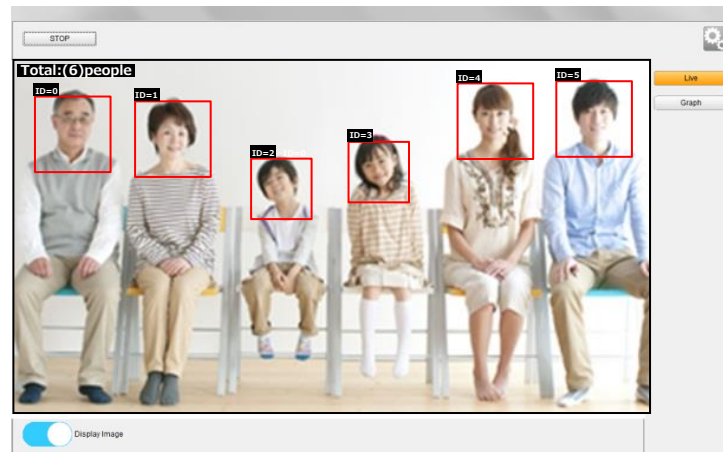 STOP
Total:(6)people
ID=0
ID=1
ID=2
ID=3
ID=4
ID=5
Live
Graph
Display Image